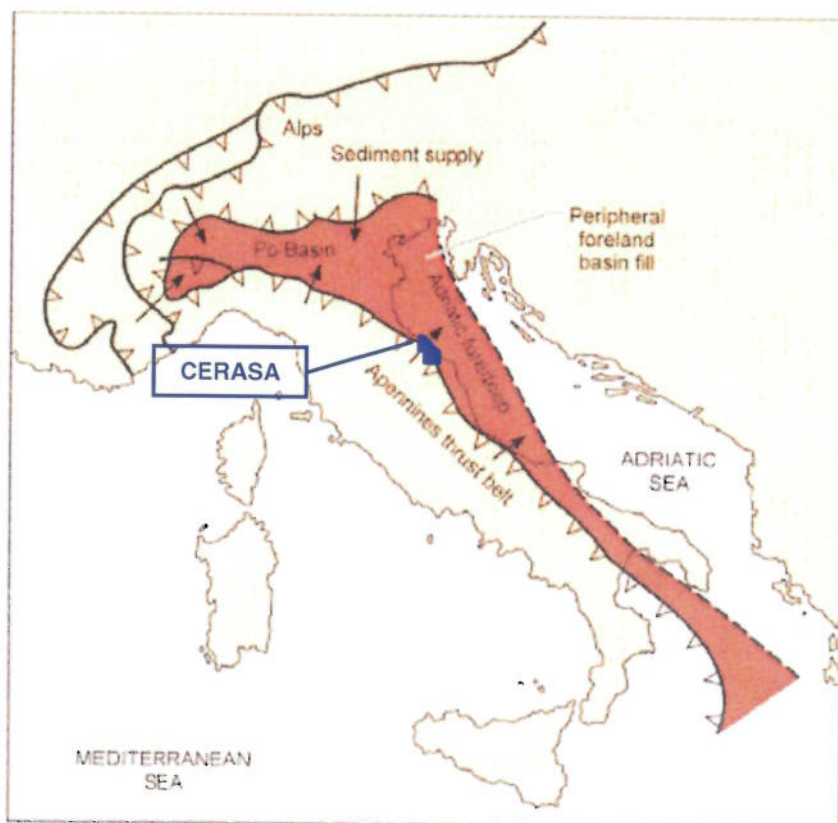 Alps
Sediment supply
Peripheral
foreland
basin fill
Po Basin
Adriatic foredeep
CERASA
Apennines thrust belt
ADRIATIC
SEA
MEDITERRANEAN
SEA